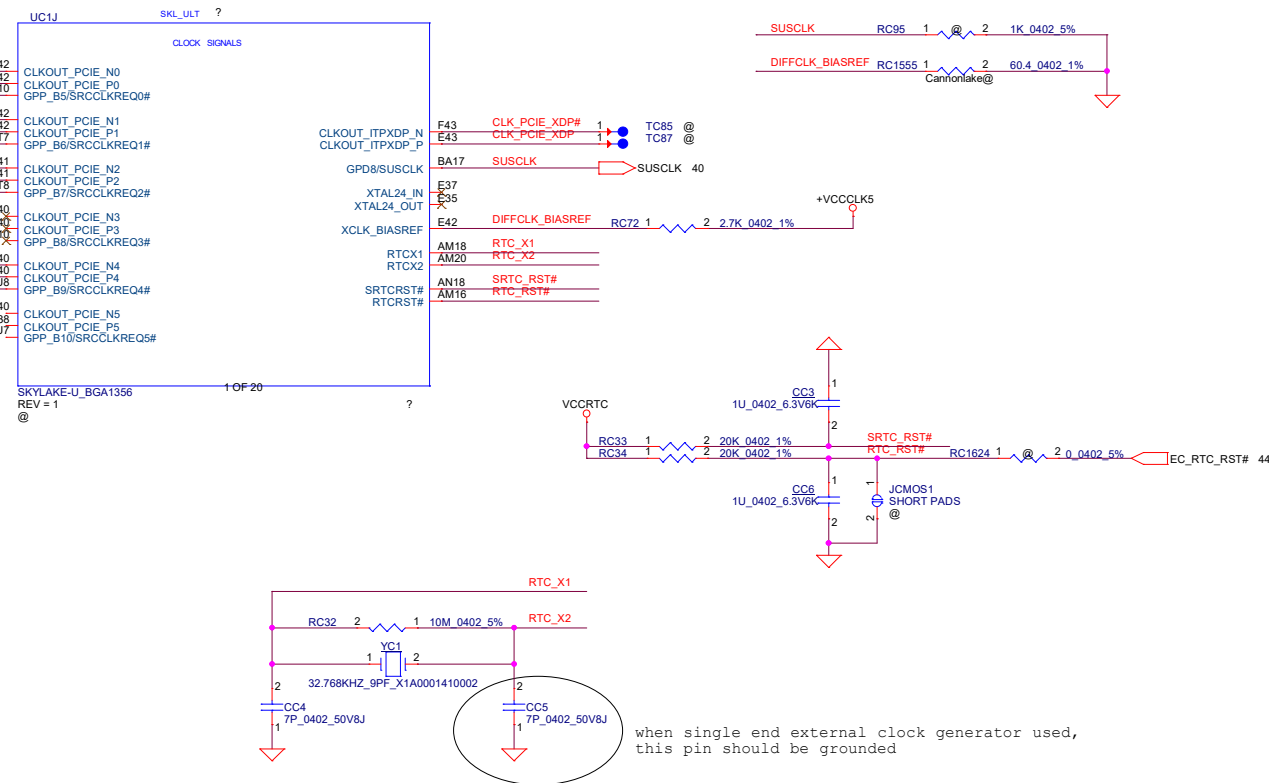 UC1J
SKL_ULT ?
CLOCK SIGNALS
CLKOUT_PCIE_N0
CLKOUT_PCIE_P0
GPP_B5/SRCCLKREQ0#
CLKOUT_PCIE_N1
CLKOUT_PCIE_P1
GPP_B6/SRCCLKREQ1#
CLKOUT_PCIE_N2
CLKOUT_PCIE_P2
GPP_B7/SRCCLKREQ2#
CLKOUT_PCIE_N3
CLKOUT_PCIE_P3
GPP_B8/SRCCLKREQ3#
CLKOUT_PCIE_N4
CLKOUT_PCIE_P4
GPP_B9/SRCCLKREQ4#
CLKOUT_PCIE_N5
CLKOUT_PCIE_P5
GPP_B10/SRCCLKREQ5#
CLKOUT_ITPXDP_N F43 CLK_PCIE_XDP# 1 TC85 @
CLKOUT_ITPXDP_P E43 CLK_PCIE_XDP 1 TC87 @
GPD8/SUSCLK BA17 SUSCLK SUSCLK 40
XTAL24_IN E37
XTAL24_OUT E35
XCLK_BIASREF E42 DIFFCLK_BIASREF RC72 1 2 2.7K_0402_1% +VCCCLK5
RTCX1 AM18 RTC_X1
RTCX2 AM20 RTC_X2
SRTCRST# AN18 SRTC_RST#
RTCRST# AM16 RTC_RST#
SKYLAKE-U_BGA1356
1 OF 20
REV = 1 ?
@
SUSCLK RC95 1 @ 2 1K_0402_5%
DIFFCLK_BIASREF RC1555 1 2 60.4_0402_1%
Cannonlake@
VCCRTC
1
CC3
1U_0402_6.3V6K
2
RC33 1 2 20K_0402_1% SRTC_RST#
RC34 1 2 20K_0402_1% RTC_RST# RC1624 1 @ 2 0_0402_5% EC_RTC_RST# 44
1
CC6
1U_0402_6.3V6K
2
1
JCMOS1
SHORT PADS
@
2
RTC_X1
RC32 2 1 10M_0402_5% RTC_X2
YC1
1 2
32.768KHZ_9PF_X1A0001410002
2
CC4
7P_0402_50V8J
1
2
CC5
7P_0402_50V8J
1
when single end external clock generator used,
this pin should be grounded